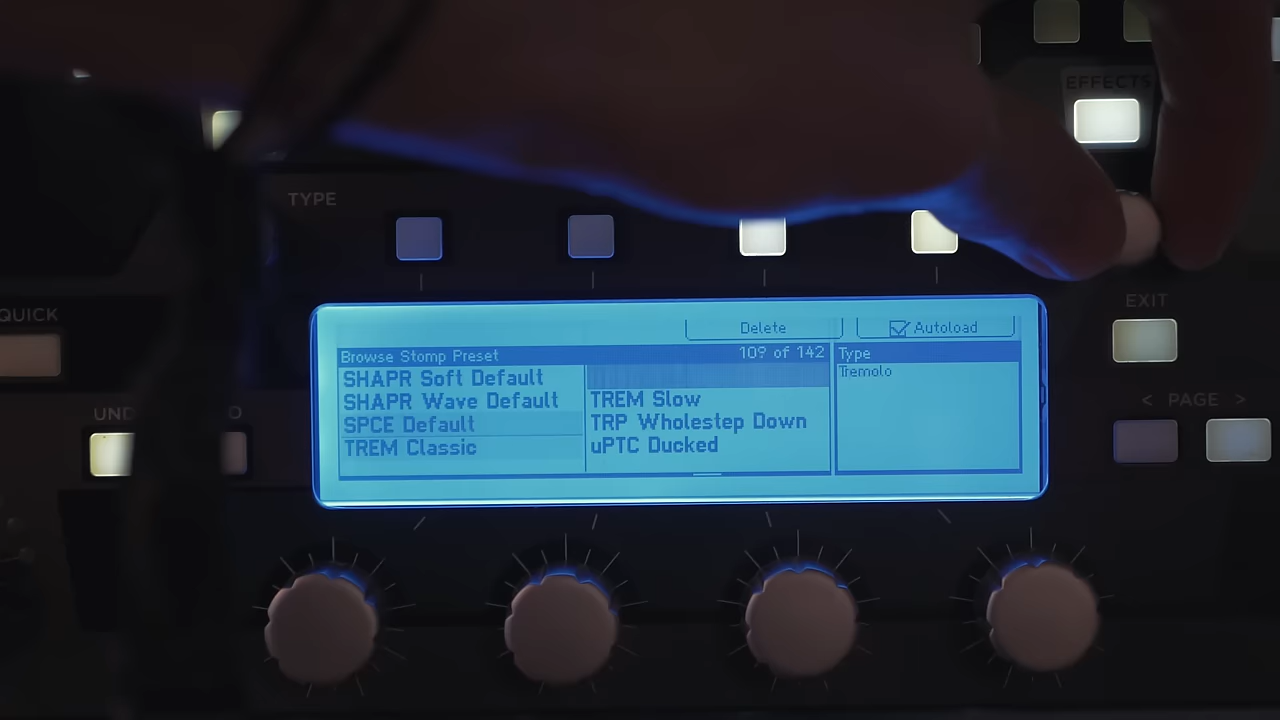 EFFECTS
TYPE
QUICK
EXIT
Delete
Autoload
Browse Stomp Preset
of 142
Type
SHAPR Soft Default
SHAPR Wave Default
SPCE Default
TREM Classic
TREM Slow
TRP Wholestep Down
uPTC Ducked
Tremolo
< PAGE >